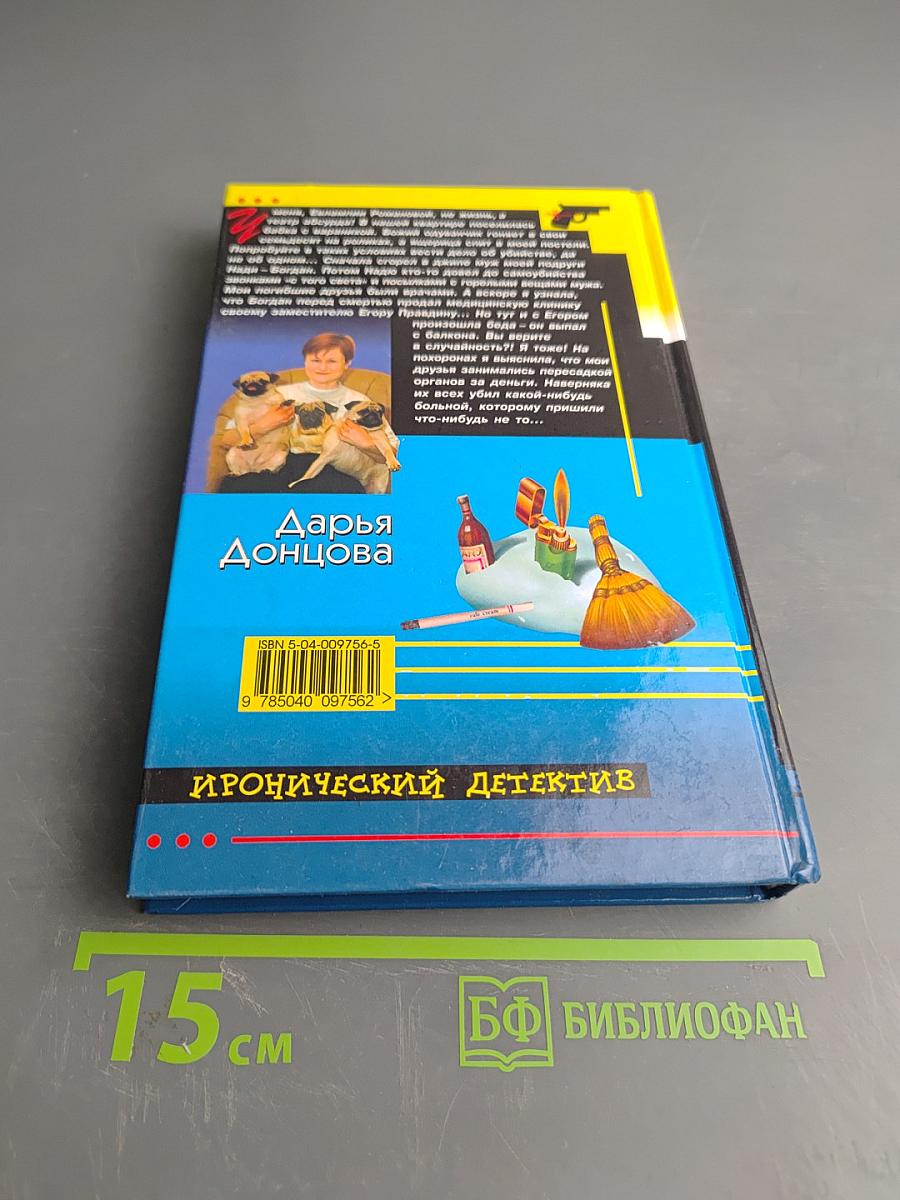 У меня, Евлампии Романовой, не жизнь, а
театр абсурда! В нашей квартире поселились
бабка с вараником. Божий одуванчик гоняет в свои
семьдесят на роликах, а ящерица спит в моей постели.
Попробуйте в таких условиях вести дело об убийстве, да
не об одном... Сначала сгорел в джипе муж моей подруги
Нади – Богдан. Потом Надю кто-то довел до самоубийства
звонками «с того света» и посылками с горелыми вещами мужа.
Мои погибшие друзья были врачами. А вскоре я узнала,
что Богдан перед смертью продал медицинскую клинику
своему заместителю Егору Правдину... Но тут и с Егором
произошла беда – он выпал
с балкона. Вы верите
в случайность?! Я тоже! На
похоронах я выяснила, что мои
друзья занимались пересадкой
органов за деньги. Наверняка
их всех убил какой-нибудь
больной, которому пришили
что-нибудь не то...
Дарья
Донцова
ISBN 5-04-009756-5
9 785040 097562 >
ИРОНИЧЕСКИЙ ДЕТЕКТИВ
15 см
БФ БИБЛИОФАН